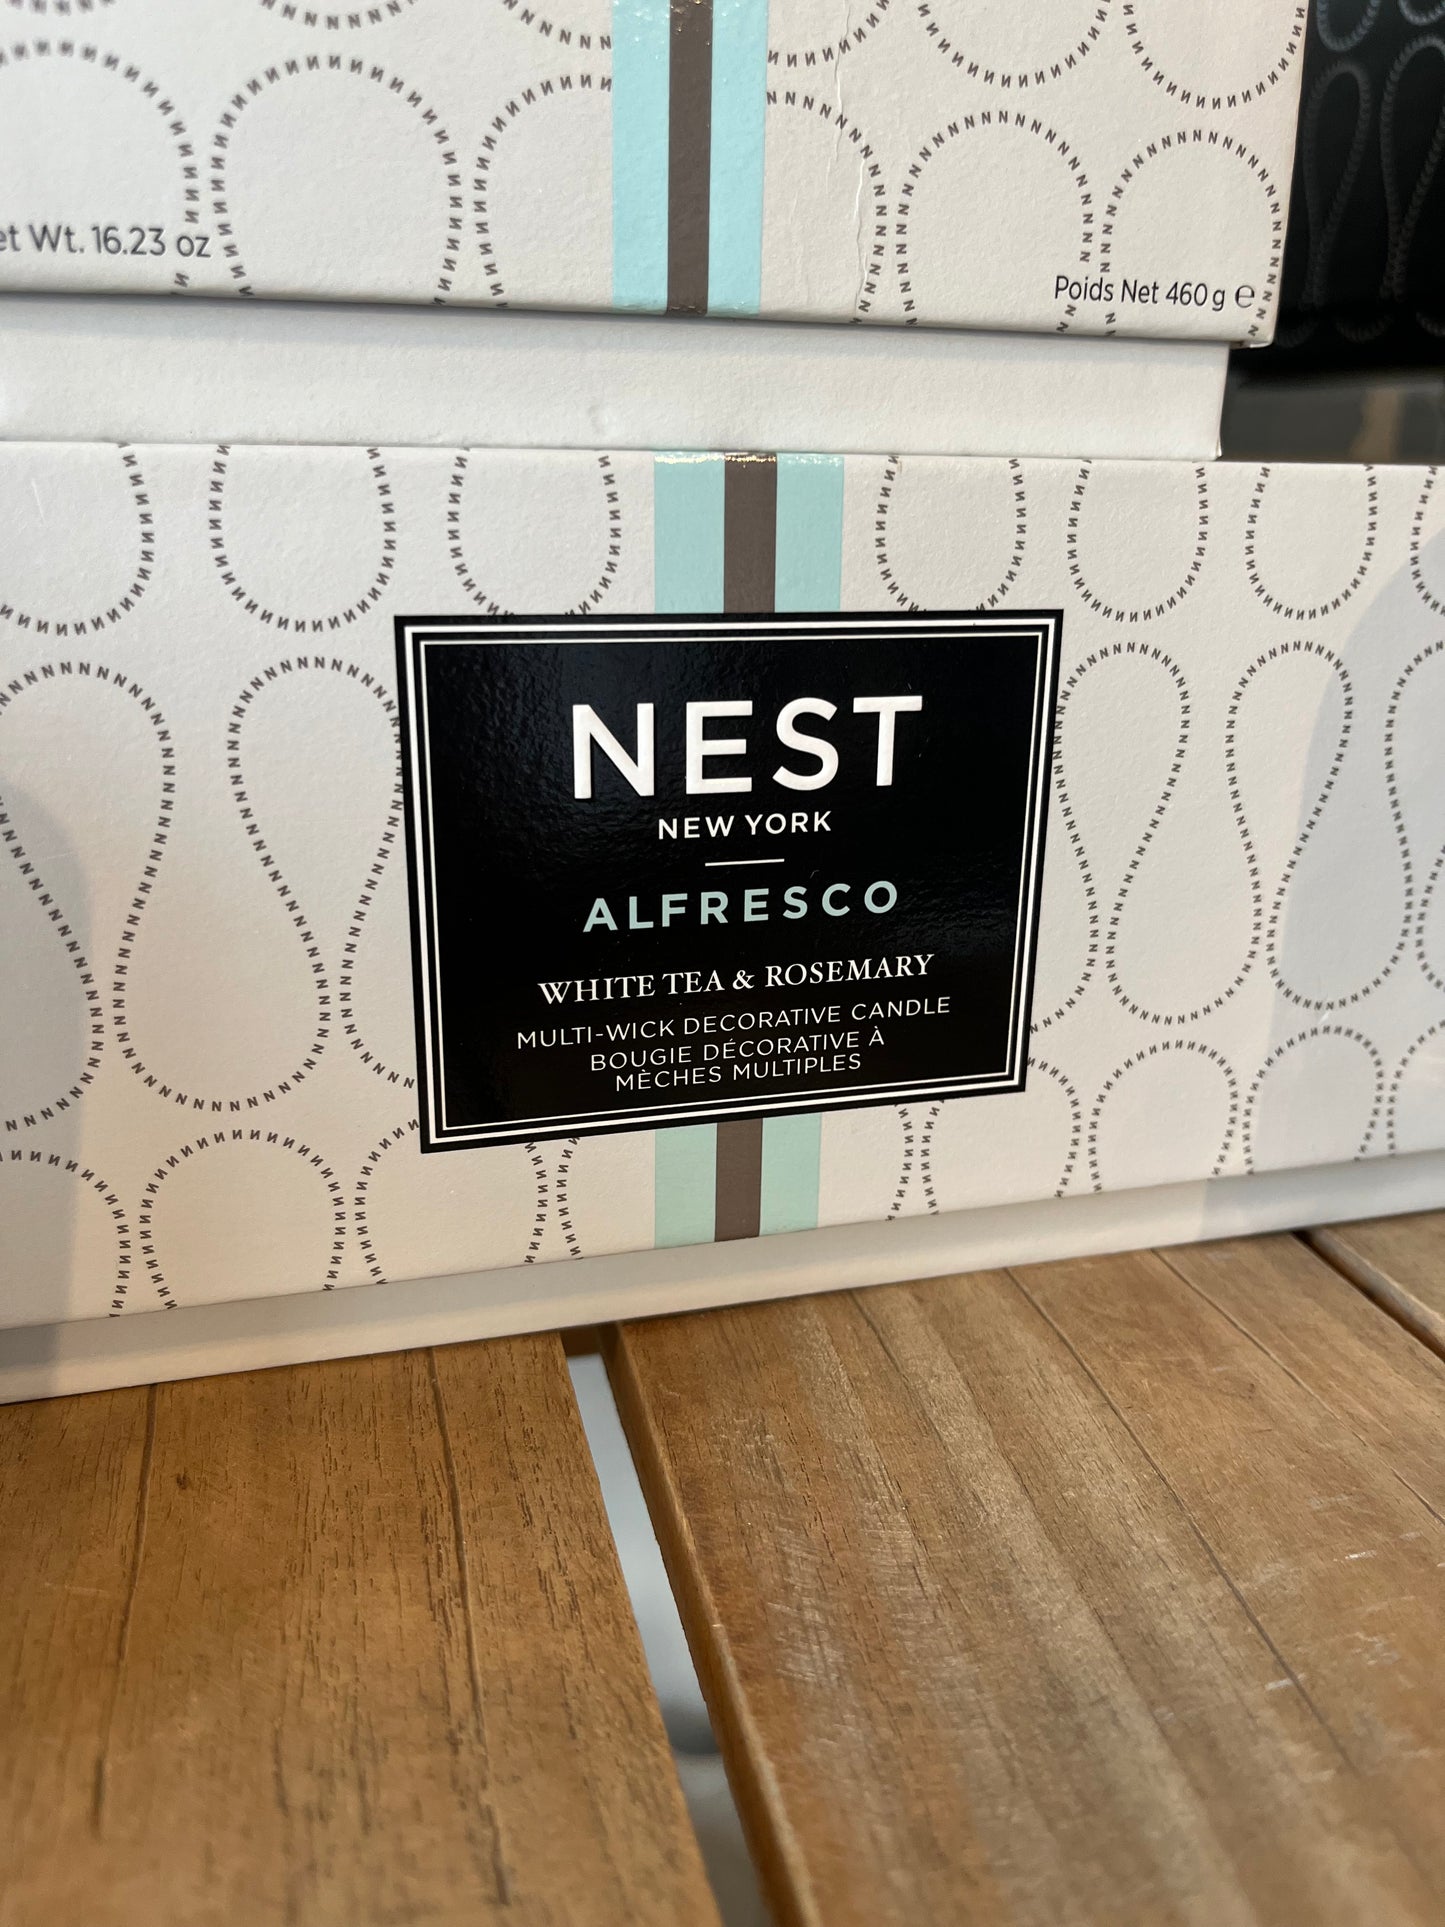 Wt. 16.23 oz
Poids Net 460 g ℮
NEST
NEW YORK
ALFRESCO
WHITE TEA & ROSEMARY
MULTI-WICK DECORATIVE CANDLE
BOUGIE DÉCORATIVE À
MÈCHES MULTIPLES